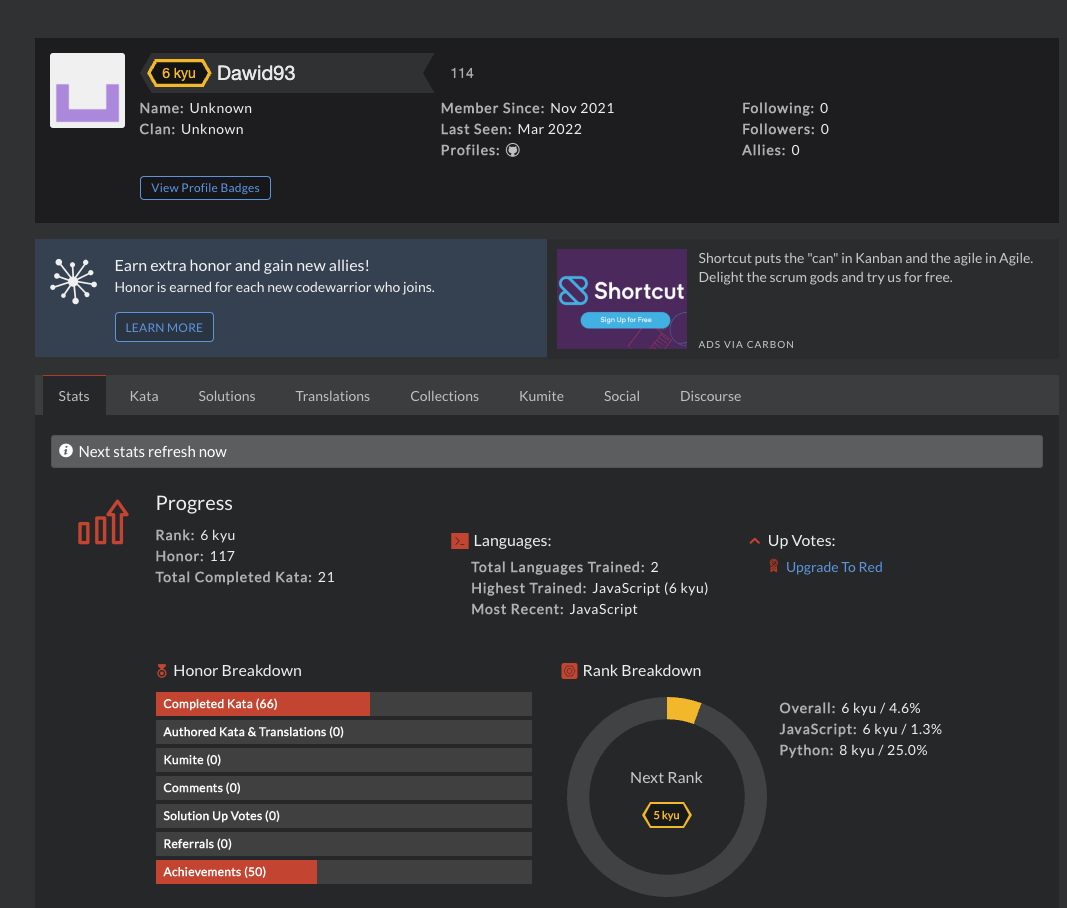 6 kyu Dawid93 114
Name: Unknown
Clan: Unknown
Member Since: Nov 2021
Last Seen: Mar 2022
Profiles:
Following: 0
Followers: 0
Allies: 0
View Profile Badges
Earn extra honor and gain new allies!
Honor is earned for each new codewarrior who joins.
LEARN MORE
Shortcut
Sign Up for Free
Shortcut puts the "can" in Kanban and the agile in Agile.
Delight the scrum gods and try us for free.
ADS VIA CARBON
Stats Kata Solutions Translations Collections Kumite Social Discourse
Next stats refresh now
Progress
Rank: 6 kyu
Honor: 117
Total Completed Kata: 21
Languages:
Total Languages Trained: 2
Highest Trained: JavaScript (6 kyu)
Most Recent: JavaScript
Up Votes:
Upgrade To Red
Honor Breakdown
Completed Kata (66)
Authored Kata & Translations (0)
Kumite (0)
Comments (0)
Solution Up Votes (0)
Referrals (0)
Achievements (50)
Rank Breakdown
Next Rank
5 kyu
Overall: 6 kyu / 4.6%
JavaScript: 6 kyu / 1.3%
Python: 8 kyu / 25.0%